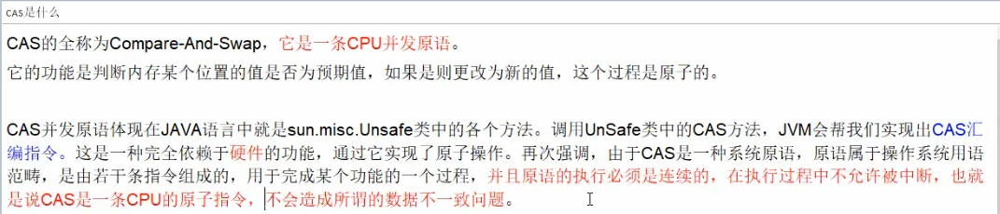 CAS是什么
CAS的全称为Compare-And-Swap，它是一条CPU并发原语。
它的功能是判断内存某个位置的值是否为预期值，如果是则更改为新的值，这个过程是原子的。
CAS并发原语体现在JAVA语言中就是sun.misc.Unsafe类中的各个方法。调用UnSafe类中的CAS方法，JVM会帮我们实现出CAS汇
编指令。这是一种完全依赖于硬件的功能，通过它实现了原子操作。再次强调，由于CAS是一种系统原语，原语属于操作系统用语
范畴，是由若干条指令组成的，用于完成某个功能的一个过程，并且原语的执行必须是连续的，在执行过程中不允许被中断，也就
是说CAS是一条CPU的原子指令，不会造成所谓的数据不一致问题。